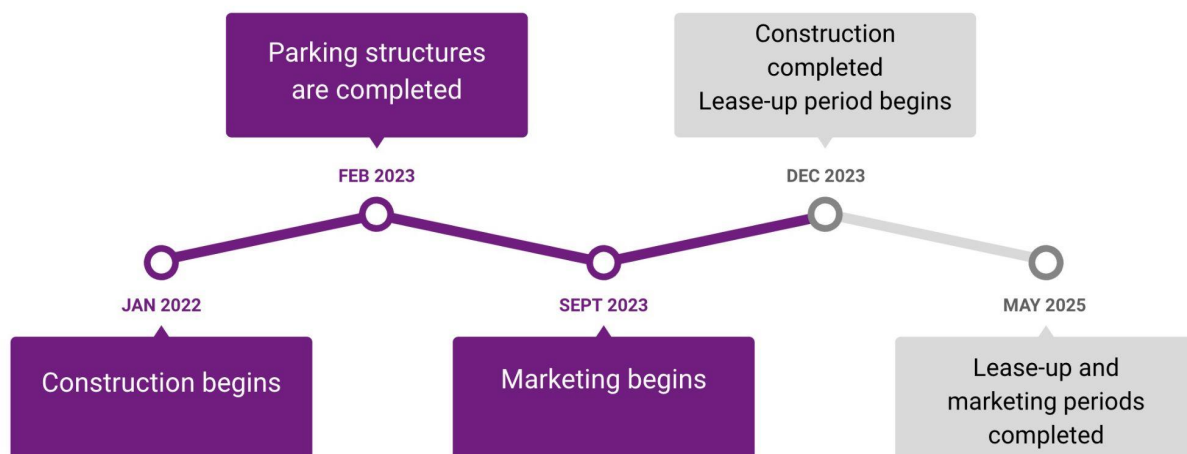 Parking structures
are completed
Construction
completed
Lease-up period begins
FEB 2023
DEC 2023
JAN 2022
SEPT 2023
MAY 2025
Construction begins
Marketing begins
Lease-up and
marketing periods
completed